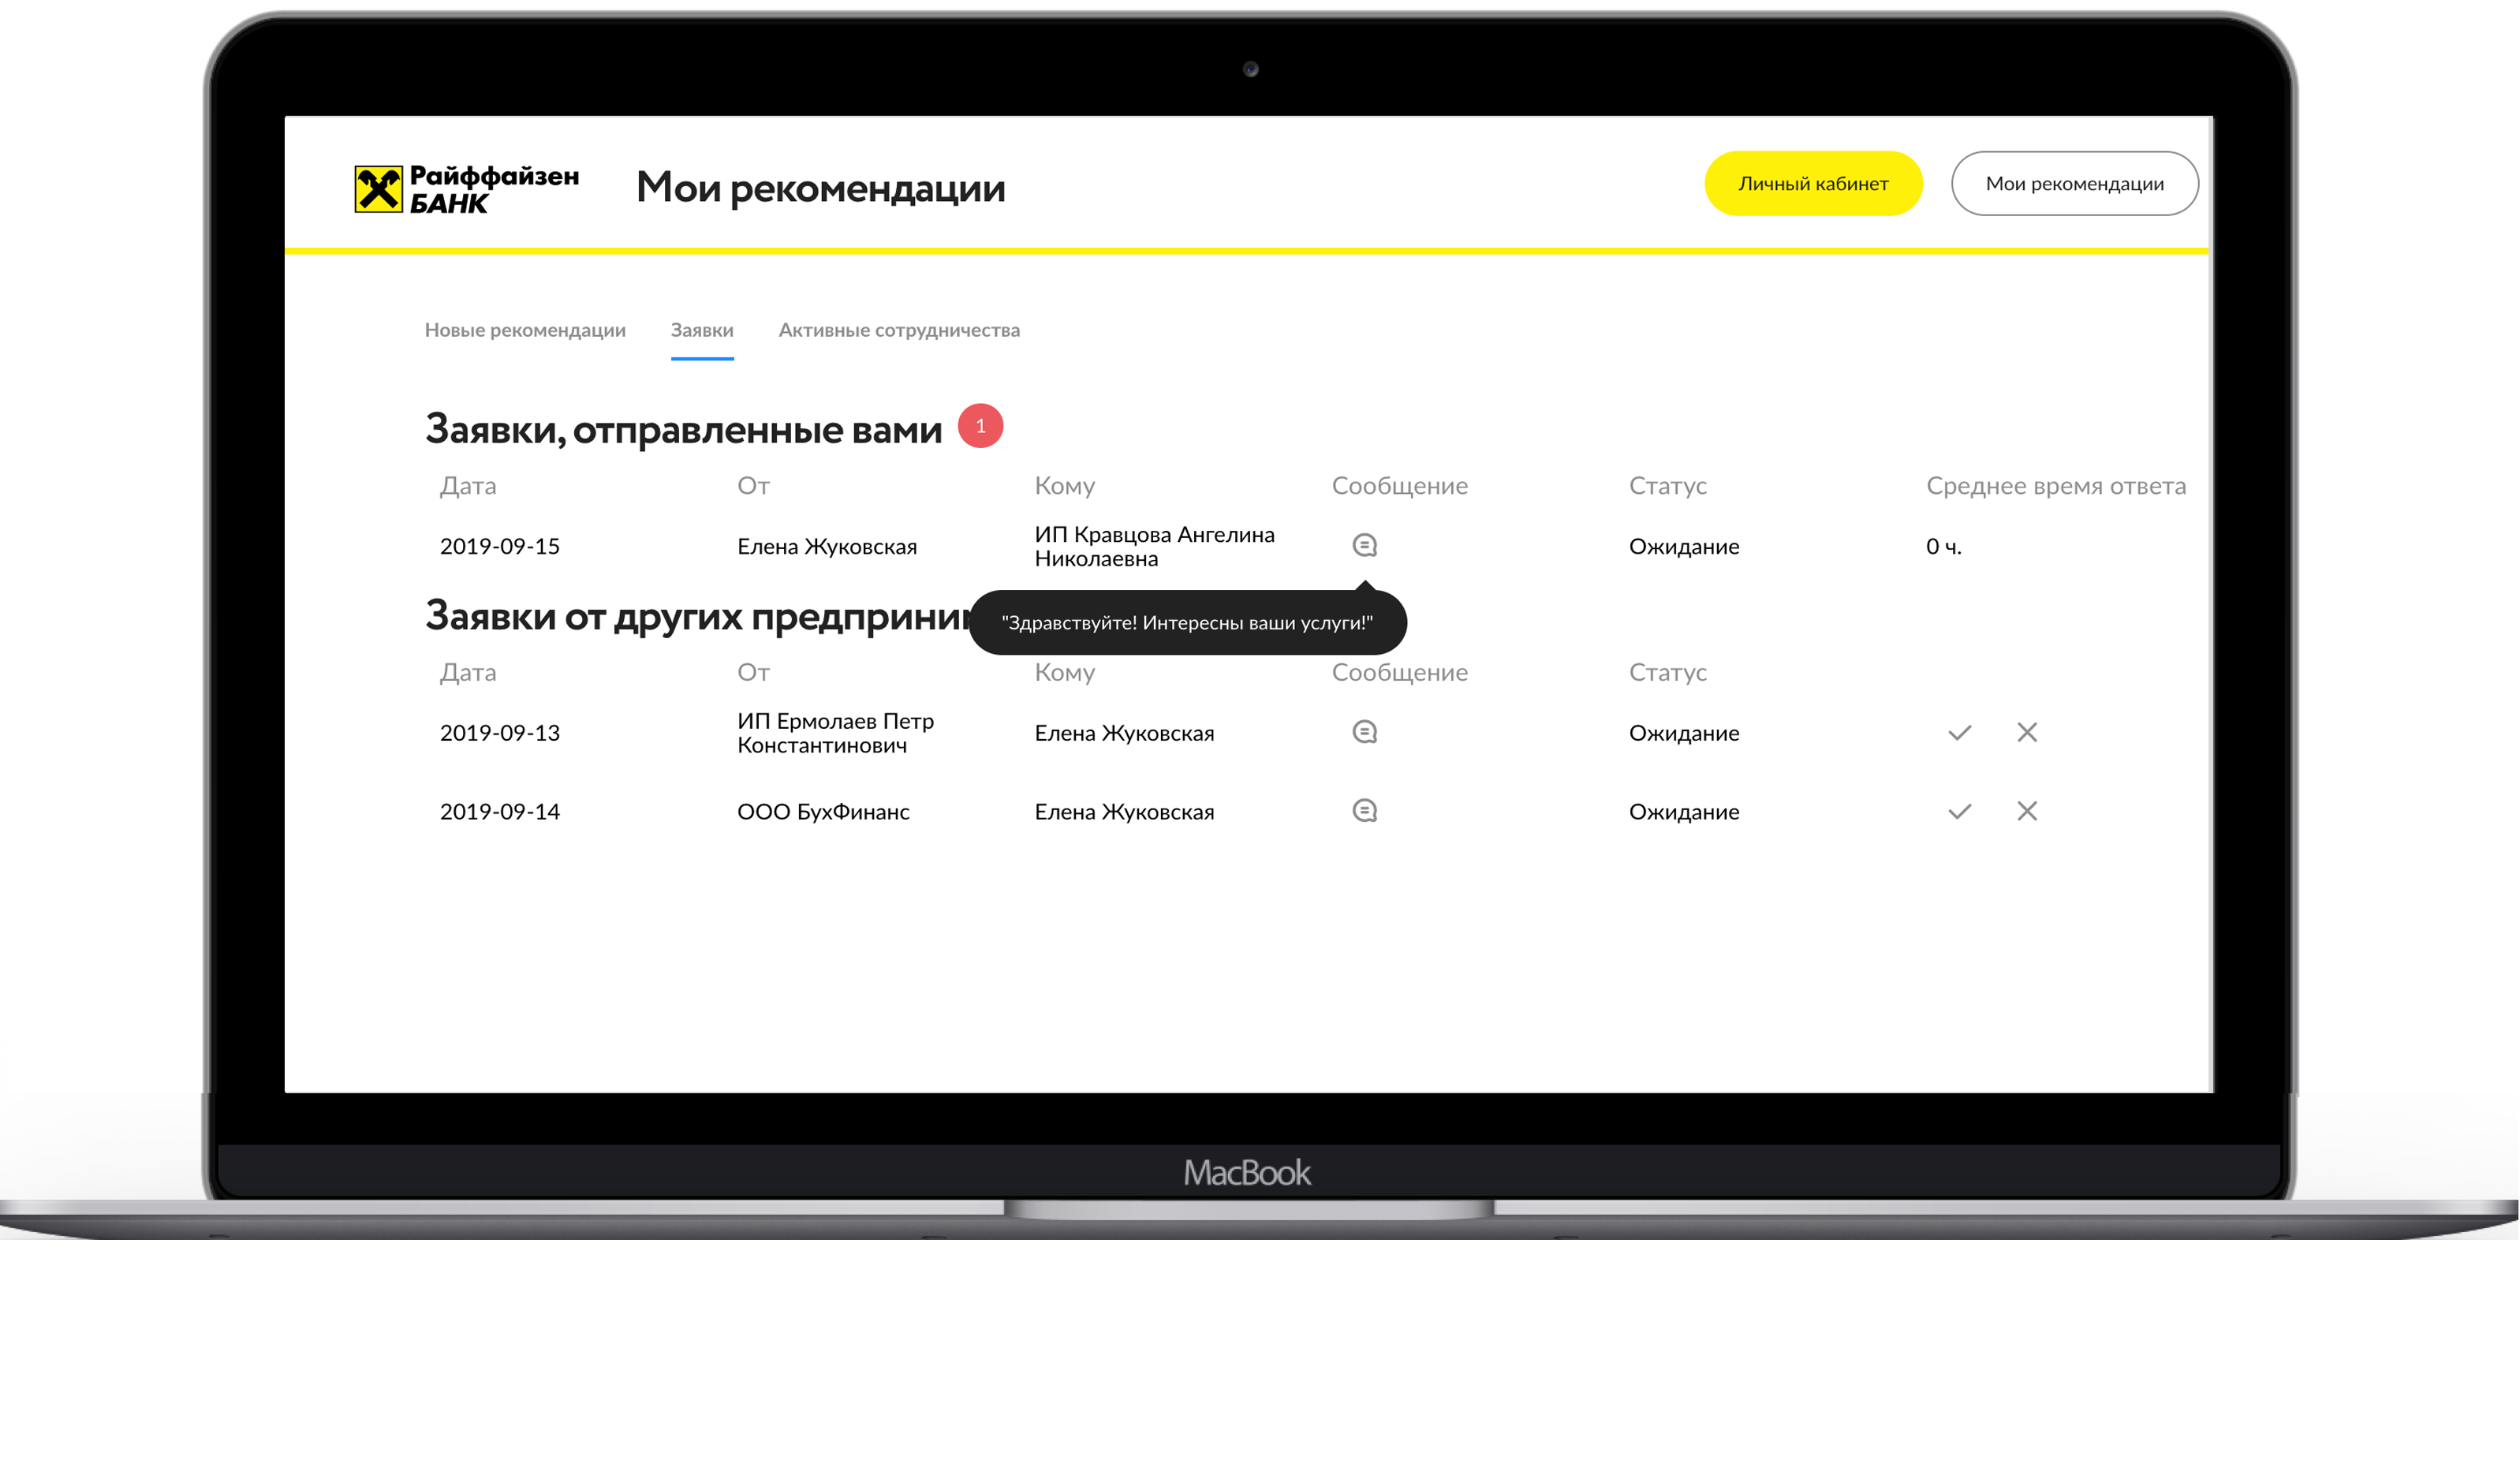 Райффайзен
БАНК
Мои рекомендации
Личный кабинет
Мои рекомендации
Новые рекомендации
Заявки
Активные сотрудничества
Заявки, отправленные вами
1
Дата
От
Кому
Сообщение
Статус
Среднее время ответа
2019-09-15
Елена Жуковская
ИП Кравцова Ангелина
Николаевна
Ожидание
0 ч.
Заявки от других
"Здравствуйте! Интересны ваши услуги!"
Дата
От
Кому
Сообщение
Статус
2019-09-13
ИП Ермолаев Петр
Константинович
Елена Жуковская
Ожидание
2019-09-14
ООО БухФинанс
Елена Жуковская
Ожидание
MacBook